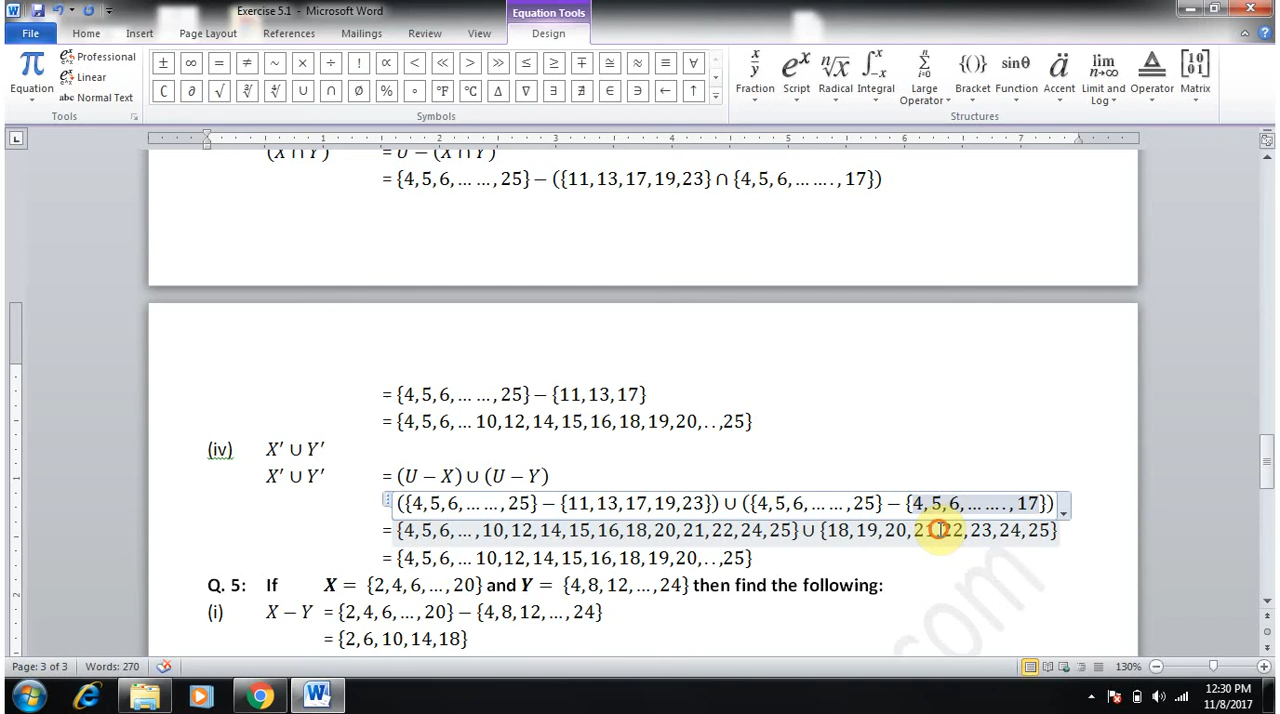 Exercise 5.1 - Microsoft Word
Equation Tools
File Home Insert Page Layout References Mailings Review View Design
π Equation
Professional
Linear
abc Normal Text
Tools
± ∞ = ≠ ~ × ÷ ! ∝ < ≪ > ≫ ≤ ≥ ∓ ≅ ≈ ≡ ∀
∁ ∂ √ ∛ ∜ ∪ ∩ ∅ % ∘ °F °C ∆ ∇ ∃ ∄ ∈ ∋ ← ↑
Symbols
Fraction Script Radical Integral Large Operator Bracket Function Accent Limit and Log Operator Matrix
Structures
(X ∩ Y)′ = U − (X ∩ Y)
= {4, 5, 6, … … , 25} − ({11, 13, 17, 19, 23} ∩ {4, 5, 6, … … . , 17})
= {4, 5, 6, … … , 25} − {11, 13, 17}
= {4, 5, 6, … 10, 12, 14, 15, 16, 18, 19, 20, . . , 25}
(iv) X′ ∪ Y′
X′ ∪ Y′ = (U − X) ∪ (U − Y)
({4, 5, 6, … … , 25} − {11, 13, 17, 19, 23}) ∪ ({4, 5, 6, … … , 25} − {4, 5, 6, … … . , 17})
= {4, 5, 6, … , 10, 12, 14, 15, 16, 18, 20, 21, 22, 24, 25} ∪ {18, 19, 20, 21, 22, 23, 24, 25}
= {4, 5, 6, … 10, 12, 14, 15, 16, 18, 19, 20, . . , 25}
Q. 5: If X = {2, 4, 6, … , 20} and Y = {4, 8, 12, … , 24} then find the following:
(i) X − Y = {2, 4, 6, … , 20} − {4, 8, 12, … , 24}
= {2, 6, 10, 14, 18}
com
Page: 3 of 3 Words: 270 130%
12:30 PM
11/8/2017